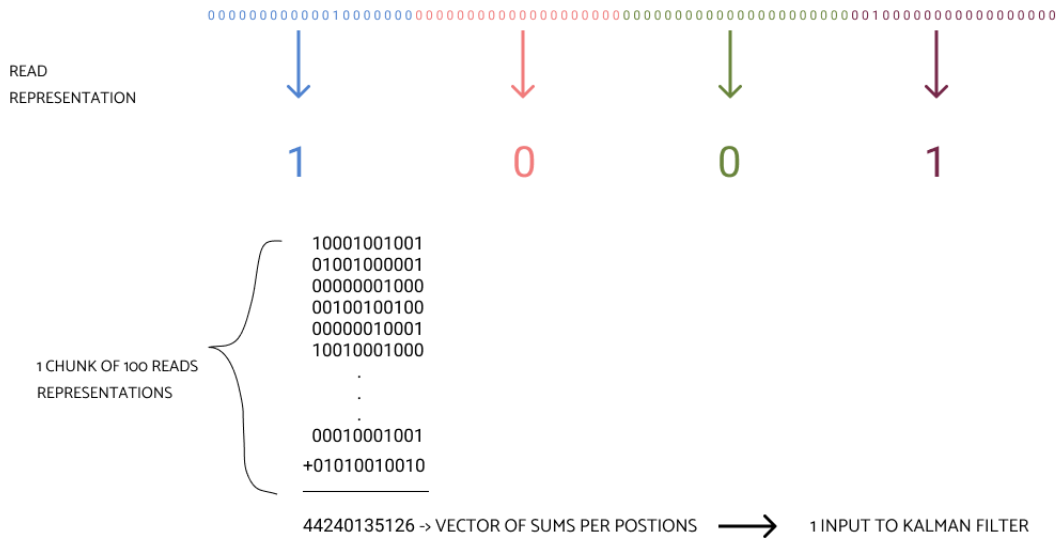 00000000000010000000000000000000000000000000000000000000000000001000000000000000000
READ
REPRESENTATION
1 0 0 1
10001001001
01001000001
00000001000
00100100100
00000010001
10010001000
.
.
.
1 CHUNK OF 100 READS
REPRESENTATIONS
00010001001
+01010010010
44240135126 -> VECTOR OF SUMS PER POSTIONS
1 INPUT TO KALMAN FILTER